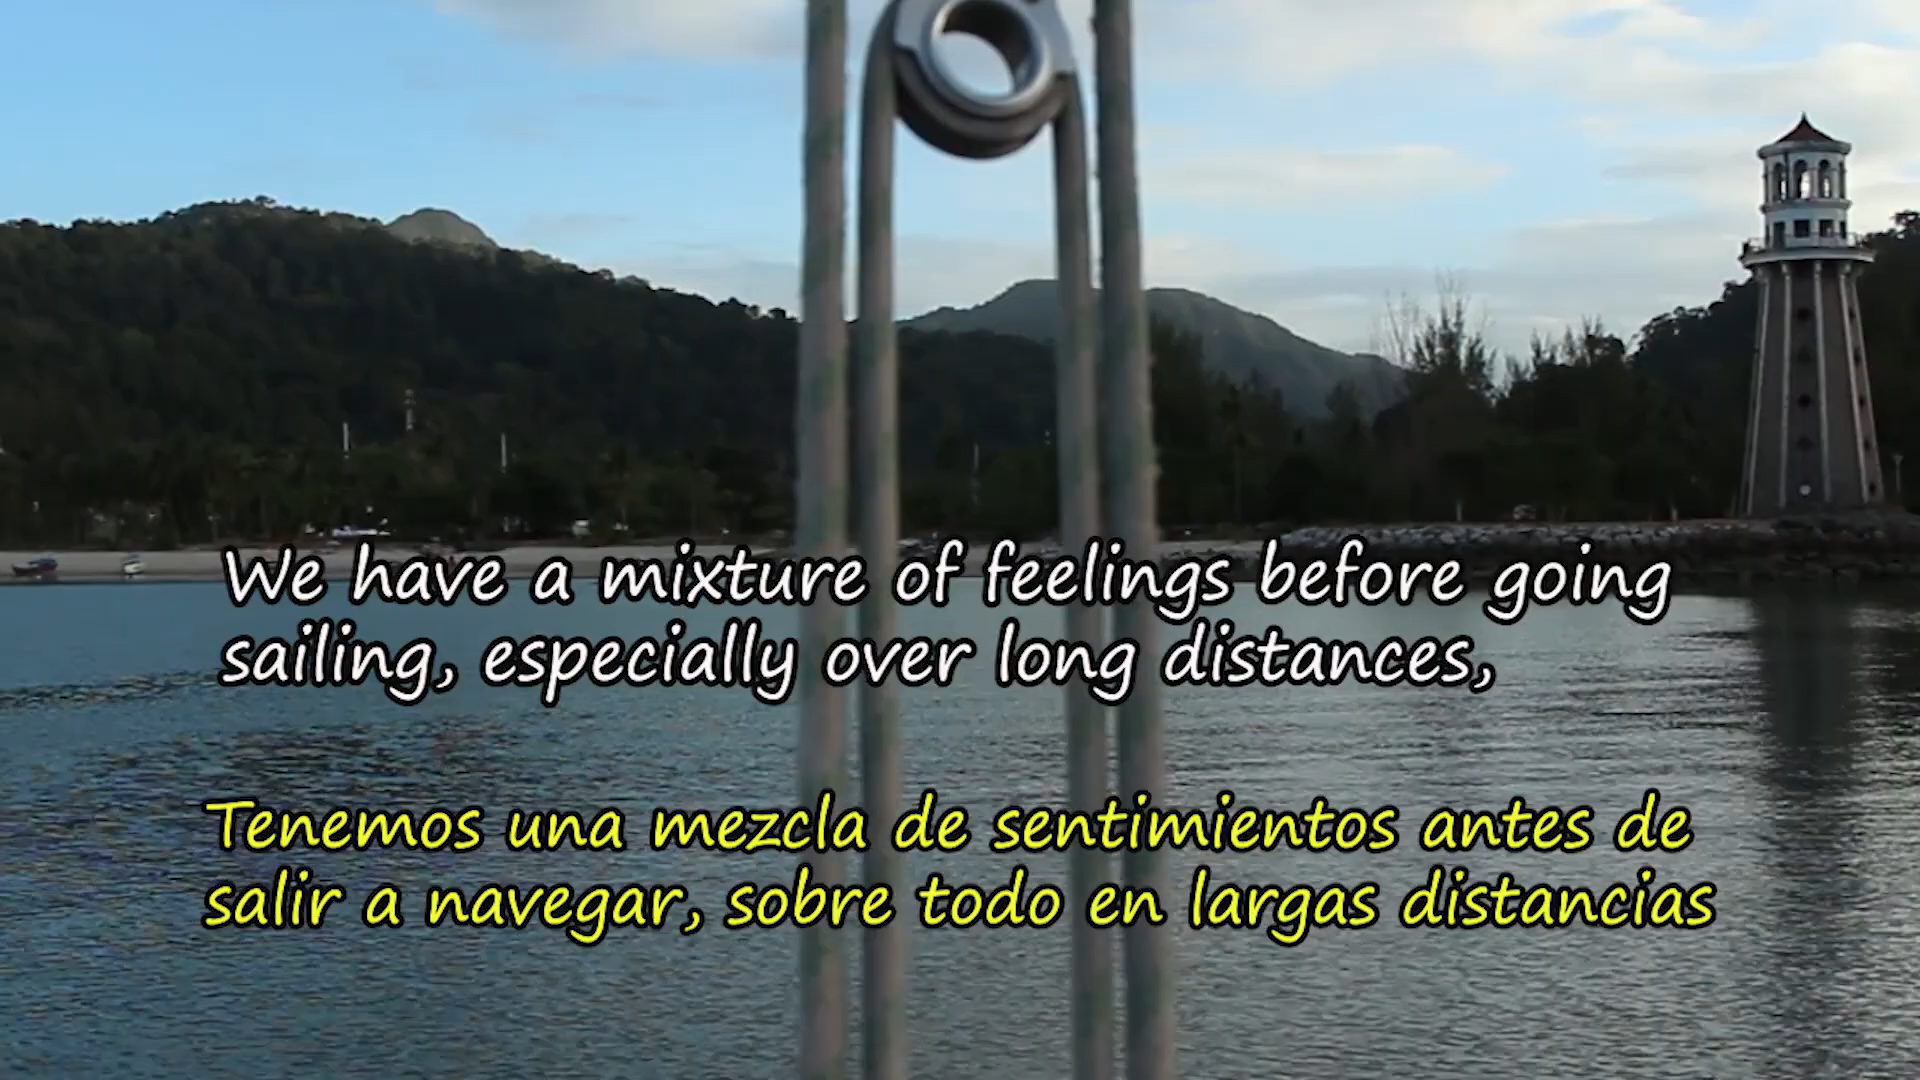 We have a mixture of feelings before going
sailing, especially over long distances,
Tenemos una mezcla de sentimientos antes de
salir a navegar, sobre todo en largas distancias